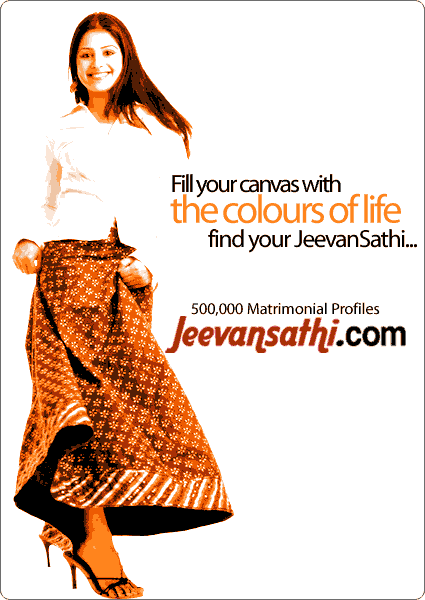 Fill your canvas with
the colours of life
find your JeevanSathi...
500,000 Matrimonial Profiles
Jeevansathi.com